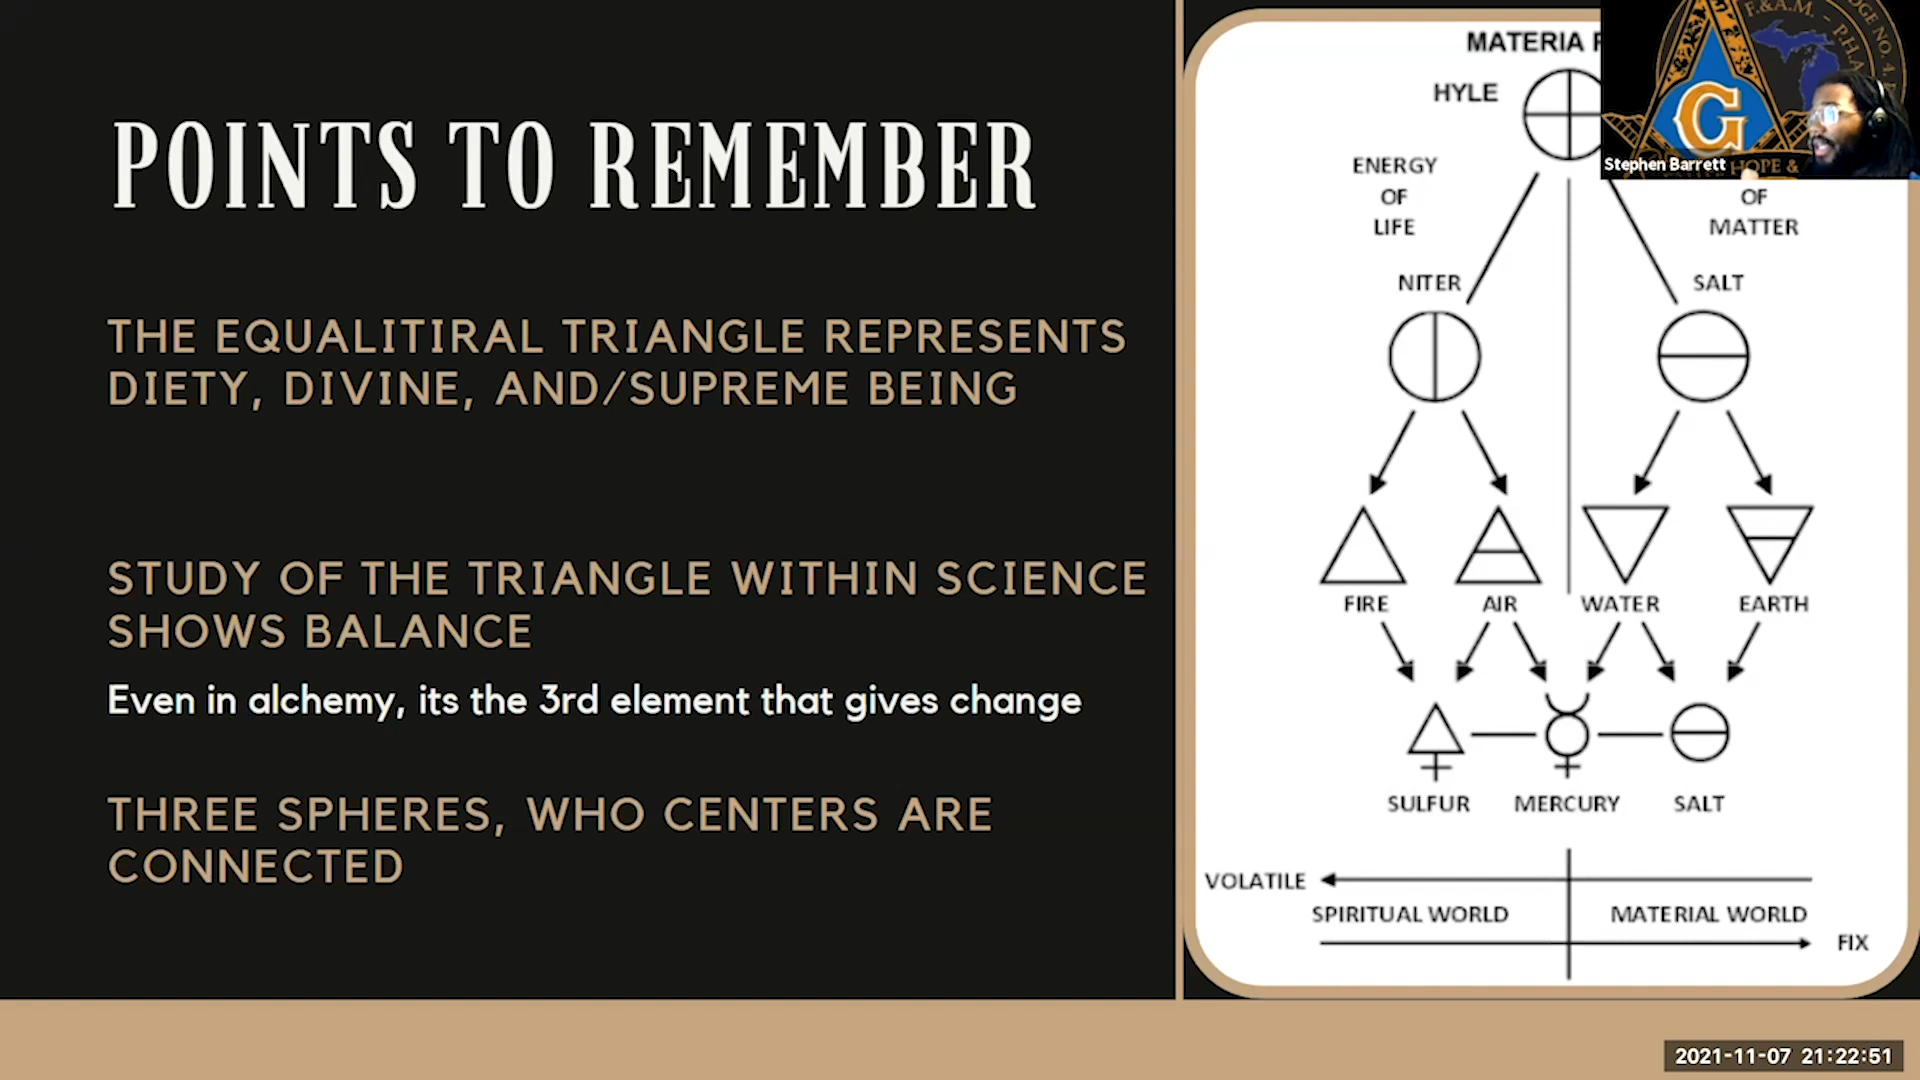 POINTS TO REMEMBER
THE EQUALITIRAL TRIANGLE REPRESENTS
DIETY, DIVINE, AND/SUPREME BEING
STUDY OF THE TRIANGLE WITHIN SCIENCE
SHOWS BALANCE
Even in alchemy, its the 3rd element that gives change
THREE SPHERES, WHO CENTERS ARE
CONNECTED
MATERIA
HYLE
ENERGY
OF
LIFE
OF
MATTER
NITER
SALT
FIRE
AIR
WATER
EARTH
SULFUR
MERCURY
SALT
VOLATILE
SPIRITUAL WORLD
MATERIAL WORLD
FIX
F.&A.M. - P.H.A.
NO. 4,
G
HOPE &
Stephen Barrett
2021-11-07 21:22:51